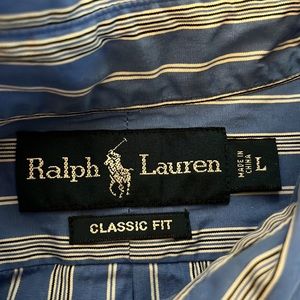 Ralph Lauren
MADE IN
CHINA
L
CLASSIC FIT